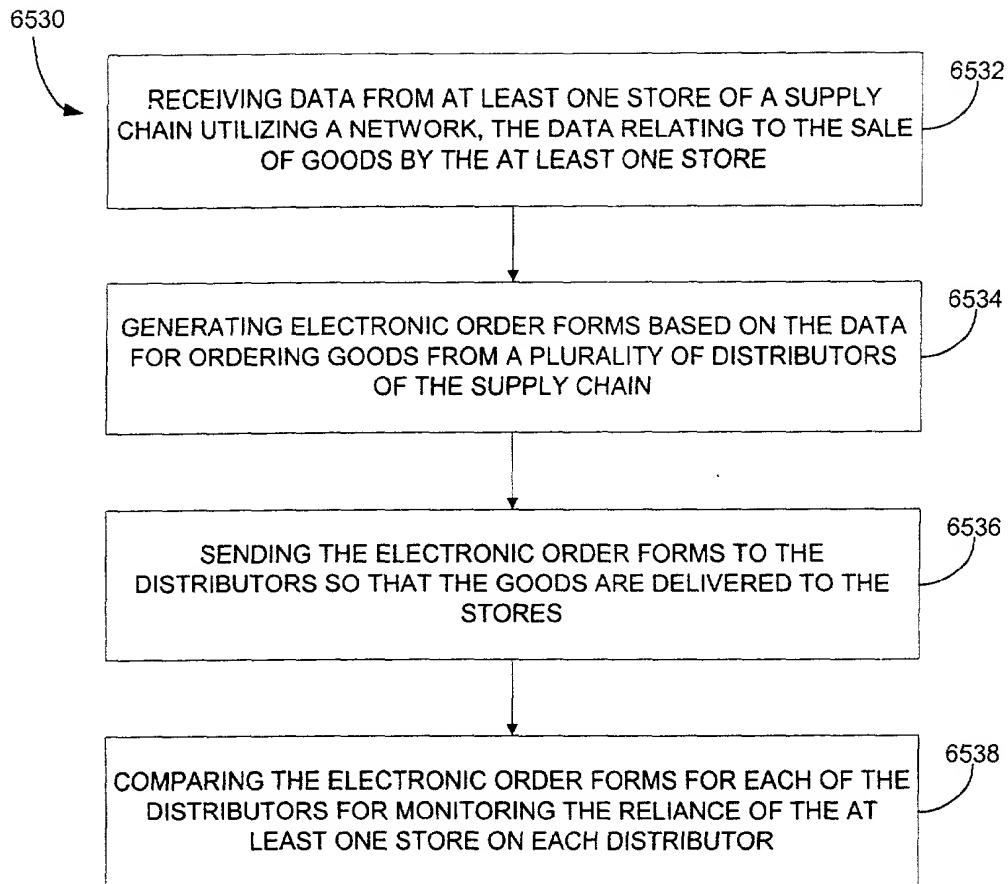 6530
RECEIVING DATA FROM AT LEAST ONE STORE OF A SUPPLY
CHAIN UTILIZING A NETWORK, THE DATA RELATING TO THE SALE
OF GOODS BY THE AT LEAST ONE STORE
6532
GENERATING ELECTRONIC ORDER FORMS BASED ON THE DATA
FOR ORDERING GOODS FROM A PLURALITY OF DISTRIBUTORS
OF THE SUPPLY CHAIN
6534
SENDING THE ELECTRONIC ORDER FORMS TO THE
DISTRIBUTORS SO THAT THE GOODS ARE DELIVERED TO THE
STORES
6536
COMPARING THE ELECTRONIC ORDER FORMS FOR EACH OF THE
DISTRIBUTORS FOR MONITORING THE RELIANCE OF THE AT
LEAST ONE STORE ON EACH DISTRIBUTOR
6538